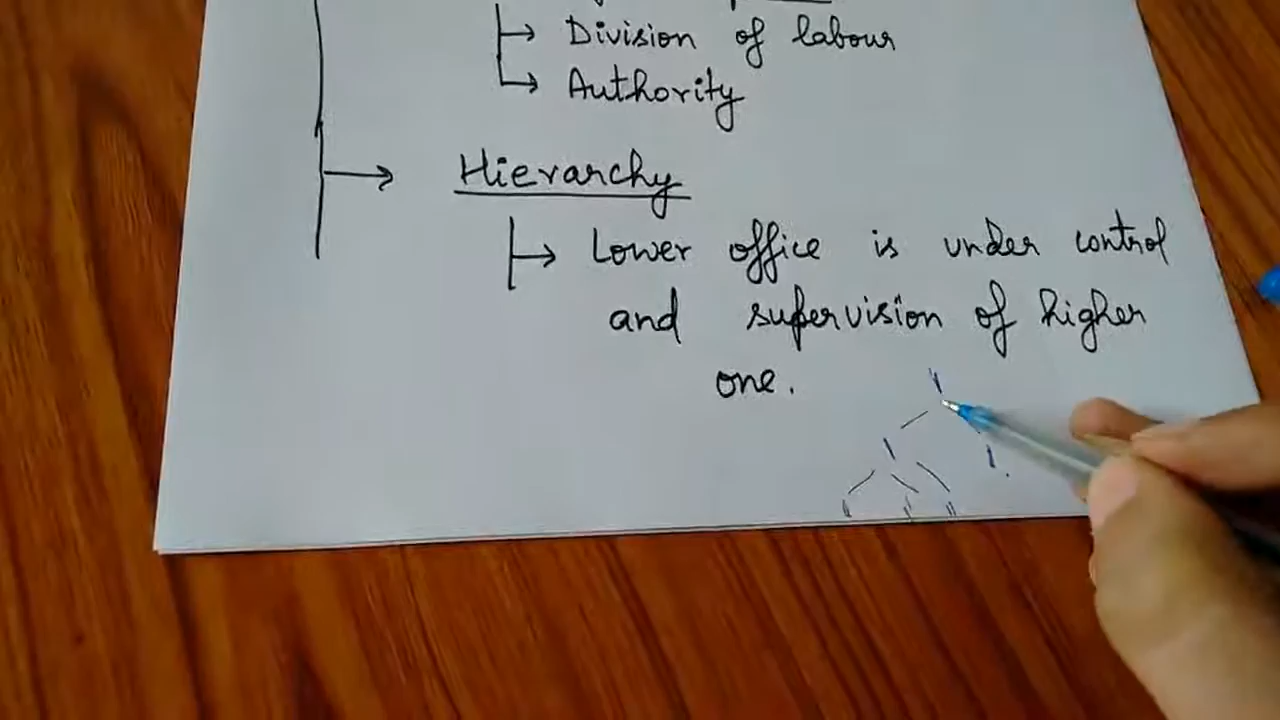 Division of labour
Authority
Hierarchy
Lower office is under control
and supervision of higher
one.